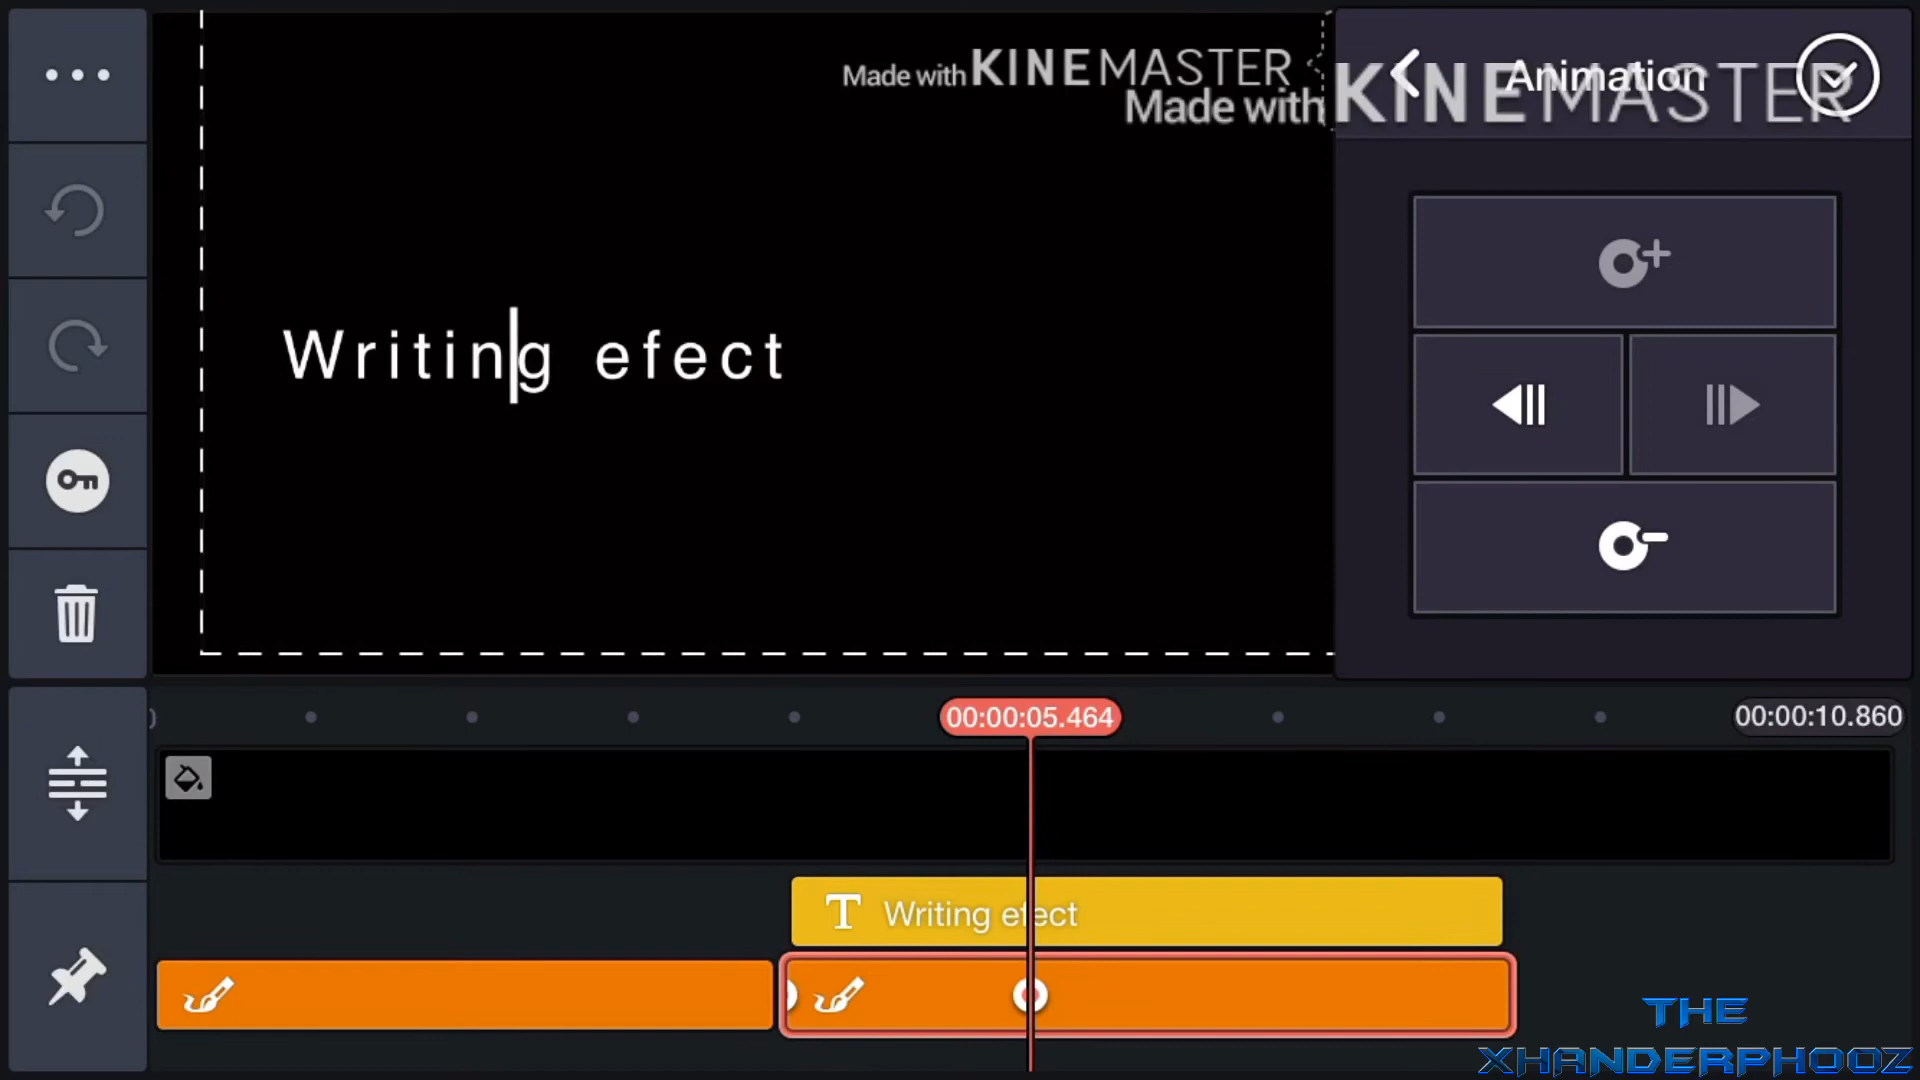 Made with KINEMASTER
Made with KINEMASTER
Animation
Writing efect
00:00:05.464
00:00:10.860
T Writing efect
THE
XHANDERPHOOZ